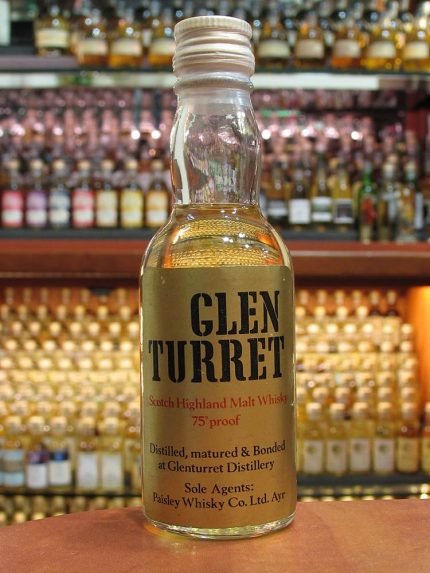 GLEN
TURRET
Scotch Highland Malt Whisky
75° proof
Distilled, matured & Bonded
at Glenturret Distillery
Sole Agents:
Paisley Whisky Co. Ltd. Ayr